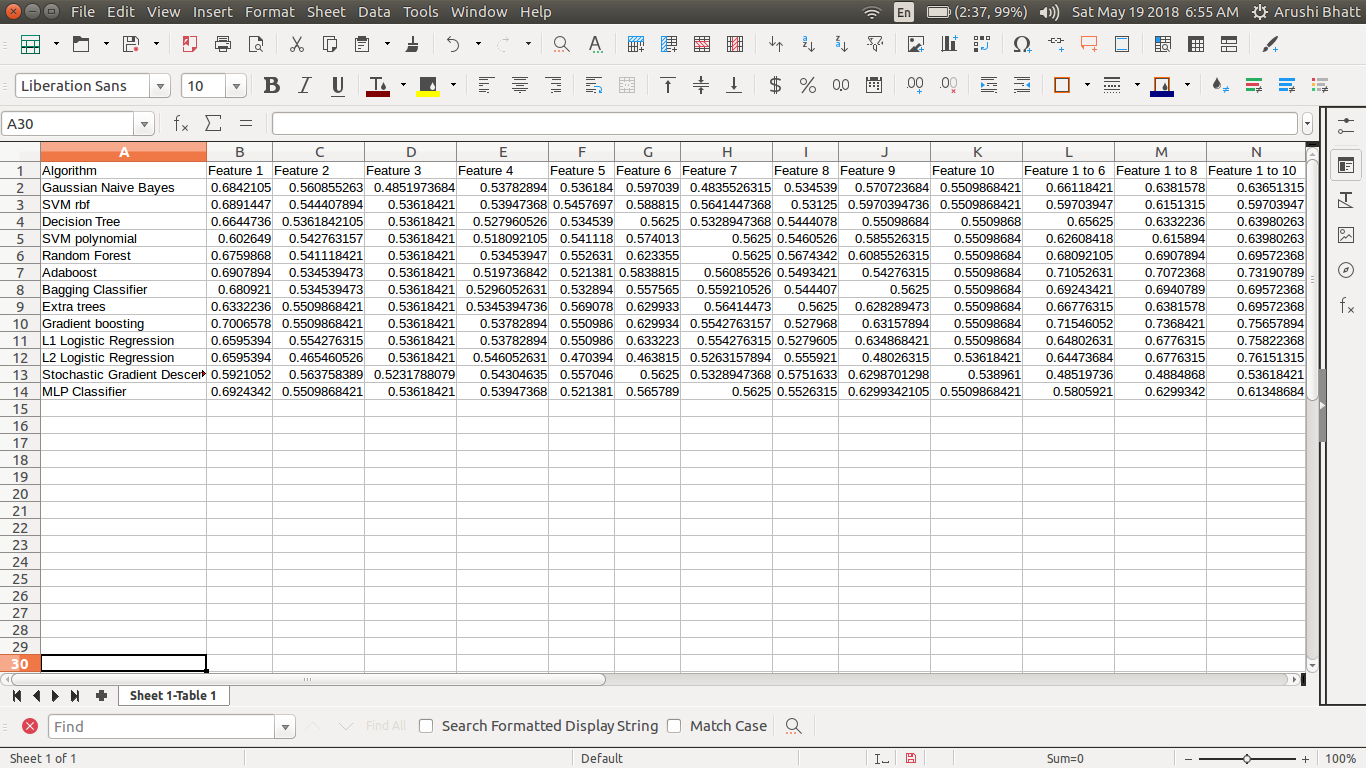 File Edit View Insert Format Sheet Data Tools Window Help En (2:37, 99%) Sat May 19 2018 6:55 AM Arushi Bhatt
Liberation Sans 10
A30
A B C D E F G H I J K L M N
1 Algorithm Feature 1 Feature 2 Feature 3 Feature 4 Feature 5 Feature 6 Feature 7 Feature 8 Feature 9 Feature 10 Feature 1 to 6 Feature 1 to 8 Feature 1 to 10
2 Gaussian Naive Bayes 0.6842105 0.560855263 0.4851973684 0.53782894 0.536184 0.597039 0.4835526315 0.534539 0.570723684 0.5509868421 0.66118421 0.6381578 0.63651315
3 SVM rbf 0.6891447 0.544407894 0.53618421 0.53947368 0.5457697 0.588815 0.5641447368 0.53125 0.5970394736 0.5509868421 0.59703947 0.6151315 0.59703947
4 Decision Tree 0.6644736 0.5361842105 0.53618421 0.527960526 0.534539 0.5625 0.5328947368 0.5444078 0.55098684 0.5509868 0.65625 0.6332236 0.63980263
5 SVM polynomial 0.602649 0.542763157 0.53618421 0.518092105 0.541118 0.574013 0.5625 0.5460526 0.585526315 0.55098684 0.62608418 0.615894 0.63980263
6 Random Forest 0.6759868 0.541118421 0.53618421 0.53453947 0.552631 0.623355 0.5625 0.5674342 0.6085526315 0.55098684 0.68092105 0.6907894 0.69572368
7 Adaboost 0.6907894 0.534539473 0.53618421 0.519736842 0.521381 0.5838815 0.56085526 0.5493421 0.54276315 0.55098684 0.71052631 0.7072368 0.73190789
8 Bagging Classifier 0.680921 0.534539473 0.53618421 0.5296052631 0.532894 0.557565 0.559210526 0.544407 0.5625 0.55098684 0.69243421 0.6940789 0.69572368
9 Extra trees 0.6332236 0.5509868421 0.53618421 0.5345394736 0.569078 0.629933 0.56414473 0.5625 0.628289473 0.55098684 0.66776315 0.6381578 0.69572368
10 Gradient boosting 0.7006578 0.5509868421 0.53618421 0.53782894 0.550986 0.629934 0.5542763157 0.527968 0.63157894 0.55098684 0.71546052 0.7368421 0.75657894
11 L1 Logistic Regression 0.6595394 0.554276315 0.53618421 0.53782894 0.550986 0.633223 0.554276315 0.5279605 0.634868421 0.55098684 0.64802631 0.6776315 0.75822368
12 L2 Logistic Regression 0.6595394 0.465460526 0.53618421 0.546052631 0.470394 0.463815 0.5263157894 0.555921 0.48026315 0.53618421 0.64473684 0.6776315 0.76151315
13 Stochastic Gradient Descer 0.5921052 0.563758389 0.5231788079 0.54304635 0.557046 0.5625 0.5328947368 0.5751633 0.6298701298 0.538961 0.48519736 0.4884868 0.53618421
14 MLP Classifier 0.6924342 0.5509868421 0.53618421 0.53947368 0.521381 0.565789 0.5625 0.5526315 0.6299342105 0.5509868421 0.5805921 0.6299342 0.61348684
15
16
17
18
19
20
21
22
23
24
25
26
27
28
29
30
Sheet 1-Table 1
Find Find All Search Formatted Display String Match Case
Sheet 1 of 1 Default Sum=0 100%